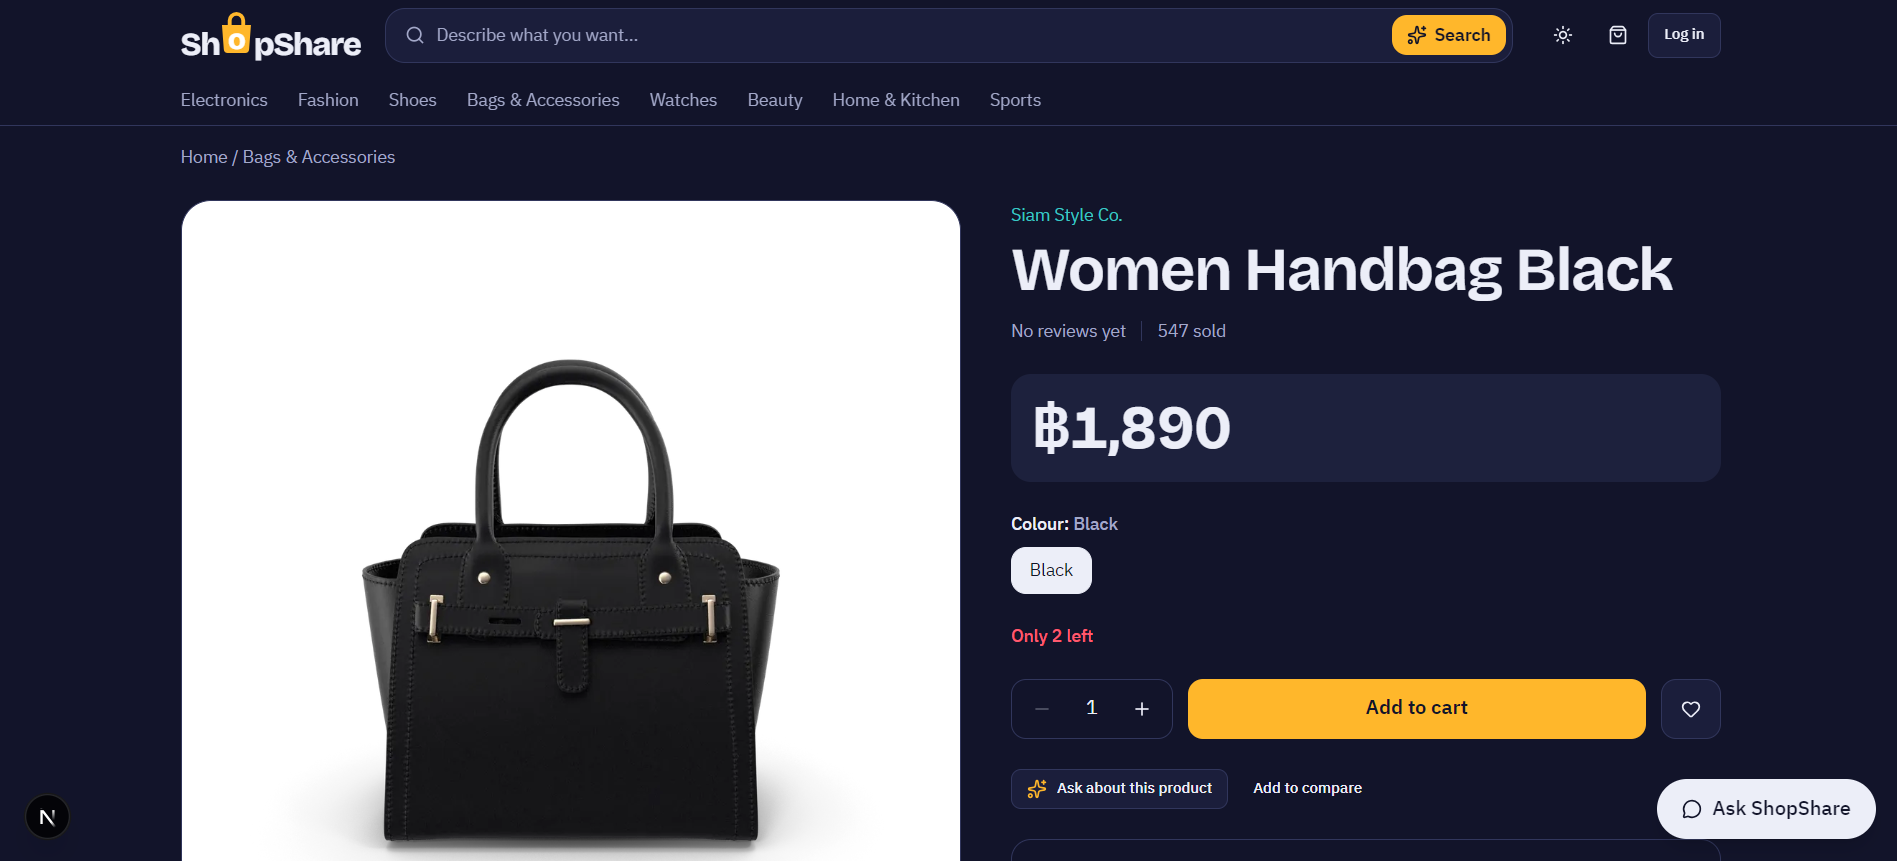 ShopShare
Describe what you want...
Search
Log in
Electronics Fashion Shoes Bags & Accessories Watches Beauty Home & Kitchen Sports
Home / Bags & Accessories
Siam Style Co.
Women Handbag Black
No reviews yet 547 sold
฿1,890
Colour: Black
Black
Only 2 left
1
Add to cart
Ask about this product
Add to compare
N
Ask ShopShare